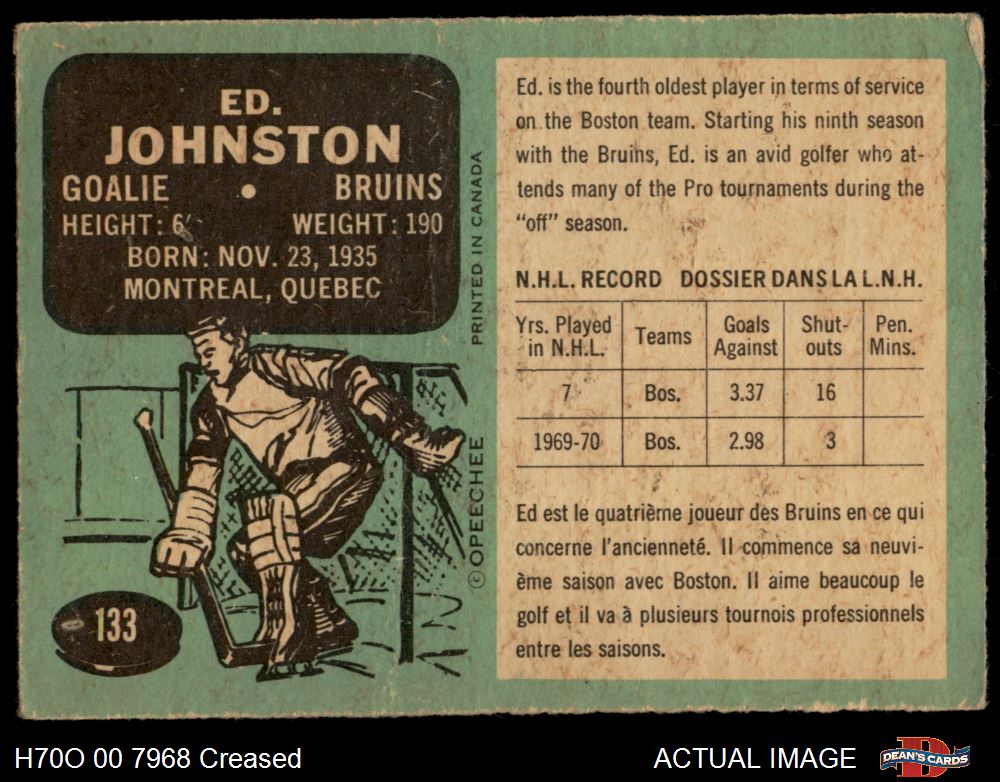 ED.
JOHNSTON
GOALIE • BRUINS
HEIGHT: 6' WEIGHT: 190
BORN: NOV. 23, 1935
MONTREAL, QUEBEC
PRINTED IN CANADA
© OPEECHEE
133
Ed. is the fourth oldest player in terms of service
on the Boston team. Starting his ninth season
with the Bruins, Ed. is an avid golfer who at-
tends many of the Pro tournaments during the
"off" season.
N.H.L. RECORD DOSSIER DANS LA L.N.H.
Yrs. Played in N.H.L. Teams Goals Against Shut-outs Pen. Mins.
7 Bos. 3.37 16
1969-70 Bos. 2.98 3
Ed est le quatrième joueur des Bruins en ce qui
concerne l'ancienneté. Il commence sa neuvi-
ème saison avec Boston. Il aime beaucoup le
golf et il va à plusieurs tournois professionnels
entre les saisons.
H70O 00 7968 Creased
ACTUAL IMAGE
DEAN'S CARDS